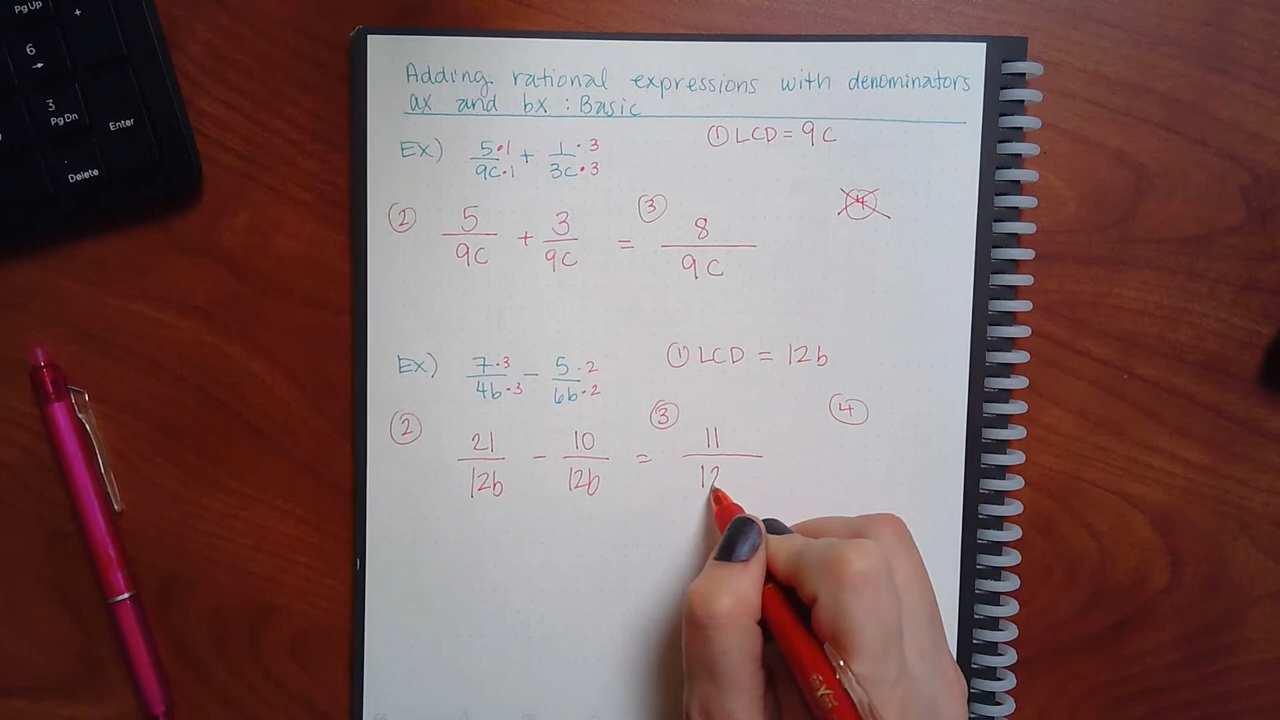 PgUp
+
6
3
PgDn
Enter
Delete
Adding rational expressions with denominators
ax and bx : Basic
Ex) 5·1/9c·1 + 1·3/3c·3 ① LCD = 9c
② 5/9c + 3/9c = ③ 8/9c ④
Ex) 7·3/4b·3 − 5·2/6b·2 ① LCD = 12b
② 21/12b − 10/12b = ③ 11/12 ④